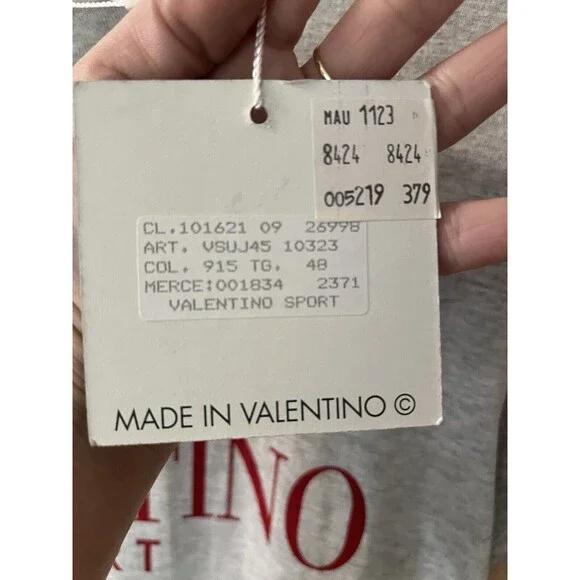 MAU 1123
8424 8424
005219 379
CL.101621 09 26998
ART. VSUJ45 10323
COL. 915 TG. 48
MERCE:001834 2371
VALENTINO SPORT
MADE IN VALENTINO ©
TINO
RT